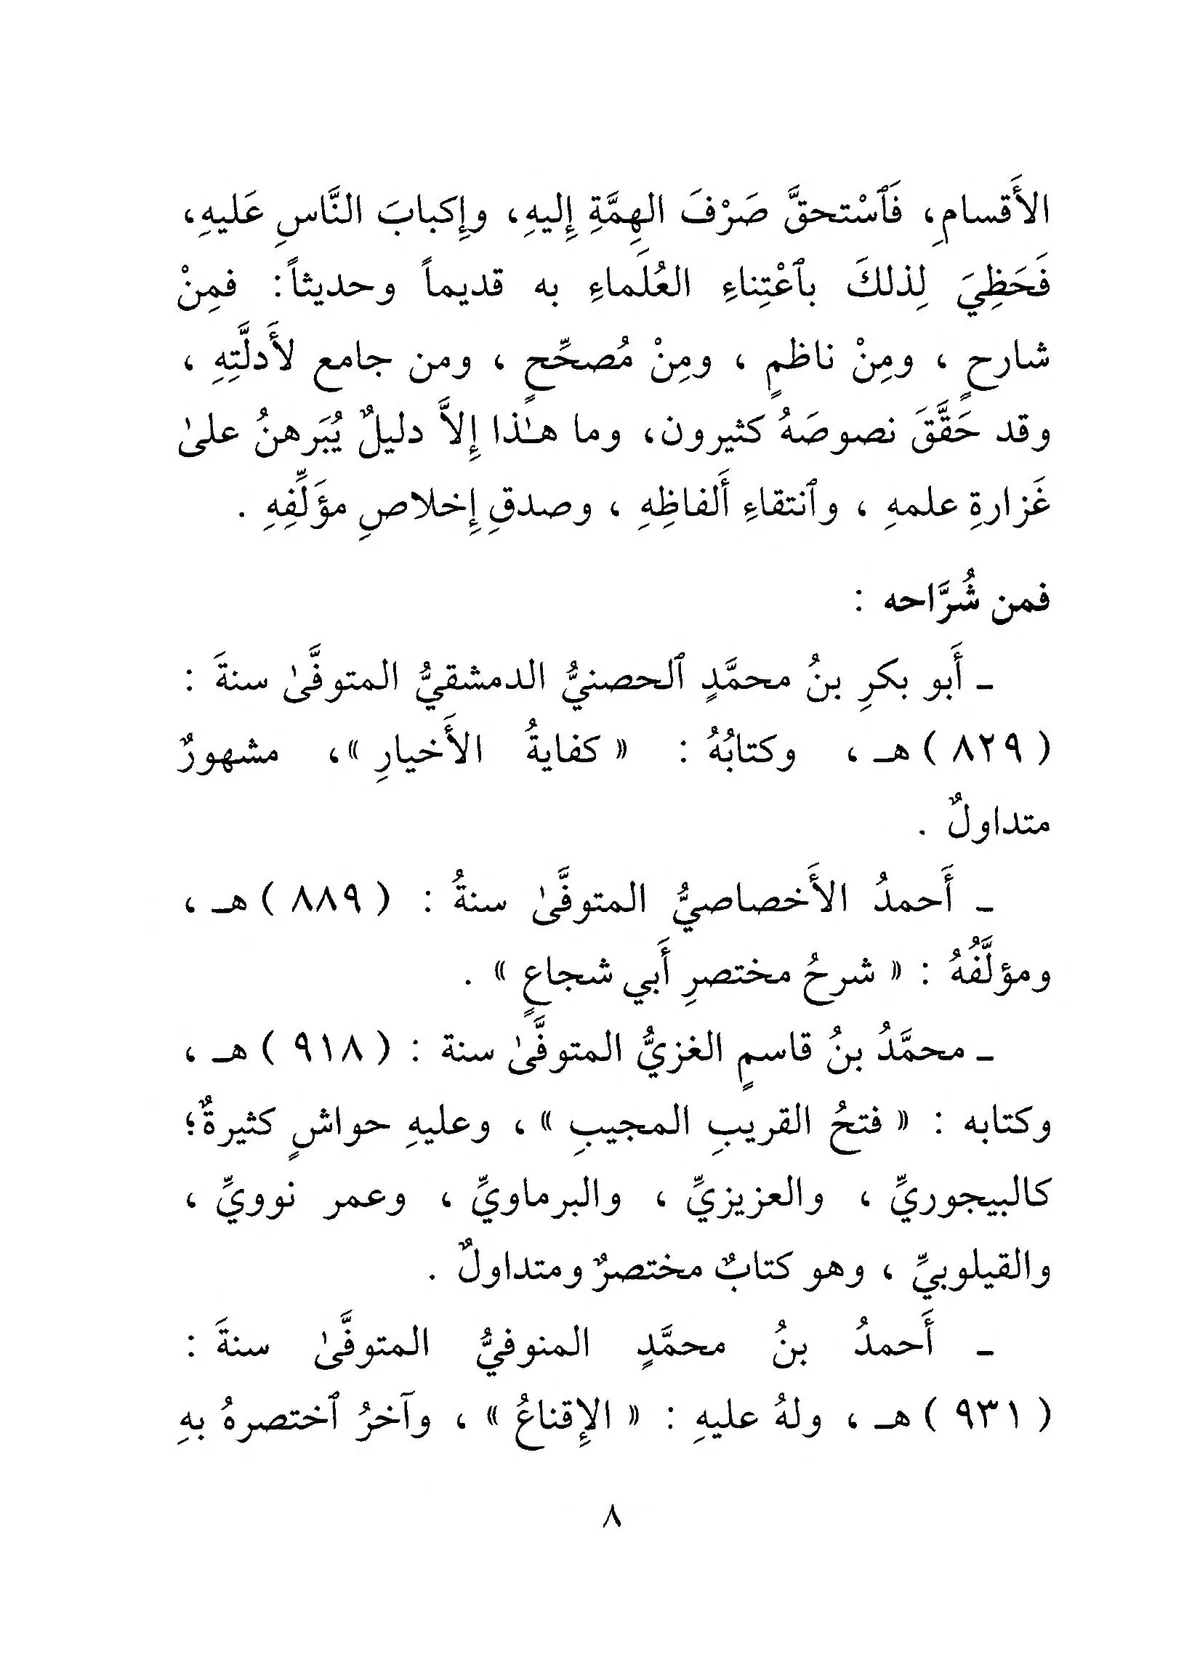 الأَقسامِ، فَٱسْتحقَّ صَرْفَ الهِمَّةِ إِليهِ، وإِكبابَ النَّاسِ عَليهِ،
فَحَظِيَ لِذلكَ بٱعْتِناءِ العُلَماءِ به قديماً وحديثاً: فمِنْ
شارحٍ ، ومِنْ ناظمٍ ، ومِنْ مُصحِّحٍ ، ومن جامع لأَدلَّتِهِ ،
وقد حَقَّقَ نصوصَهُ كثيرون، وما هـٰذا إِلاَّ دليلٌ يُبَرهنُ علىٰ
غَزارةِ علمهِ ، وٱنتقاءِ أَلفاظِهِ ، وصدقِ إِخلاصِ مؤَلِّفِهِ .
فمن شُرَّاحه :
ـ أَبو بكرِ بنُ محمَّدٍ ٱلحصنيُّ الدمشقيُّ المتوفَّىٰ سنةَ :
( ٨٢٩ ) هـ ، وكتابُهُ : « كفايةُ الأَخيارِ »، مشهورٌ
متداولٌ .
ـ أَحمدُ الأَخصاصيُّ المتوفَّىٰ سنةُ : ( ٨٨٩ ) هـ ،
ومؤلَّفُهُ : « شرحُ مختصرِ أَبي شجاعٍ » .
ـ محمَّدُ بنُ قاسمٍ الغزيُّ المتوفَّىٰ سنة : ( ٩١٨ ) هـ ،
وكتابه : « فتحُ القريبِ المجيبِ » ، وعليهِ حواشٍ كثيرةٌ؛
كالبيجوريِّ ، والعزيزيِّ ، والبرماويِّ ، وعمر نوويِّ ،
والقيلوبيِّ ، وهو كتابٌ مختصرٌ ومتداولٌ .
ـ أَحمدُ بنُ محمَّدٍ المنوفيُّ المتوفَّىٰ سنةَ :
( ٩٣١ ) هـ ، ولهُ عليهِ : « الإِقناعُ » ، وآخرُ ٱختصرهُ بهِ
٨